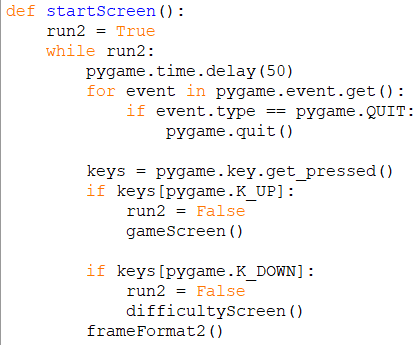 def startScreen():
    run2 = True
    while run2:
        pygame.time.delay(50)
        for event in pygame.event.get():
            if event.type == pygame.QUIT:
                pygame.quit()

        keys = pygame.key.get_pressed()
        if keys[pygame.K_UP]:
            run2 = False
            gameScreen()

        if keys[pygame.K_DOWN]:
            run2 = False
            difficultyScreen()
        frameFormat2()